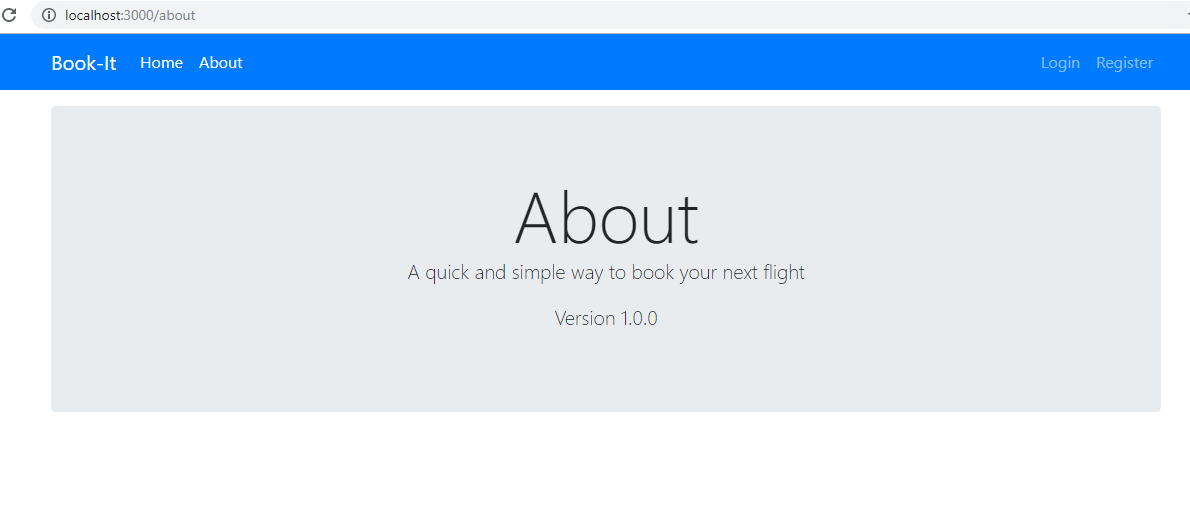 localhost:3000/about
Book-It Home About Login Register
About
A quick and simple way to book your next flight
Version 1.0.0